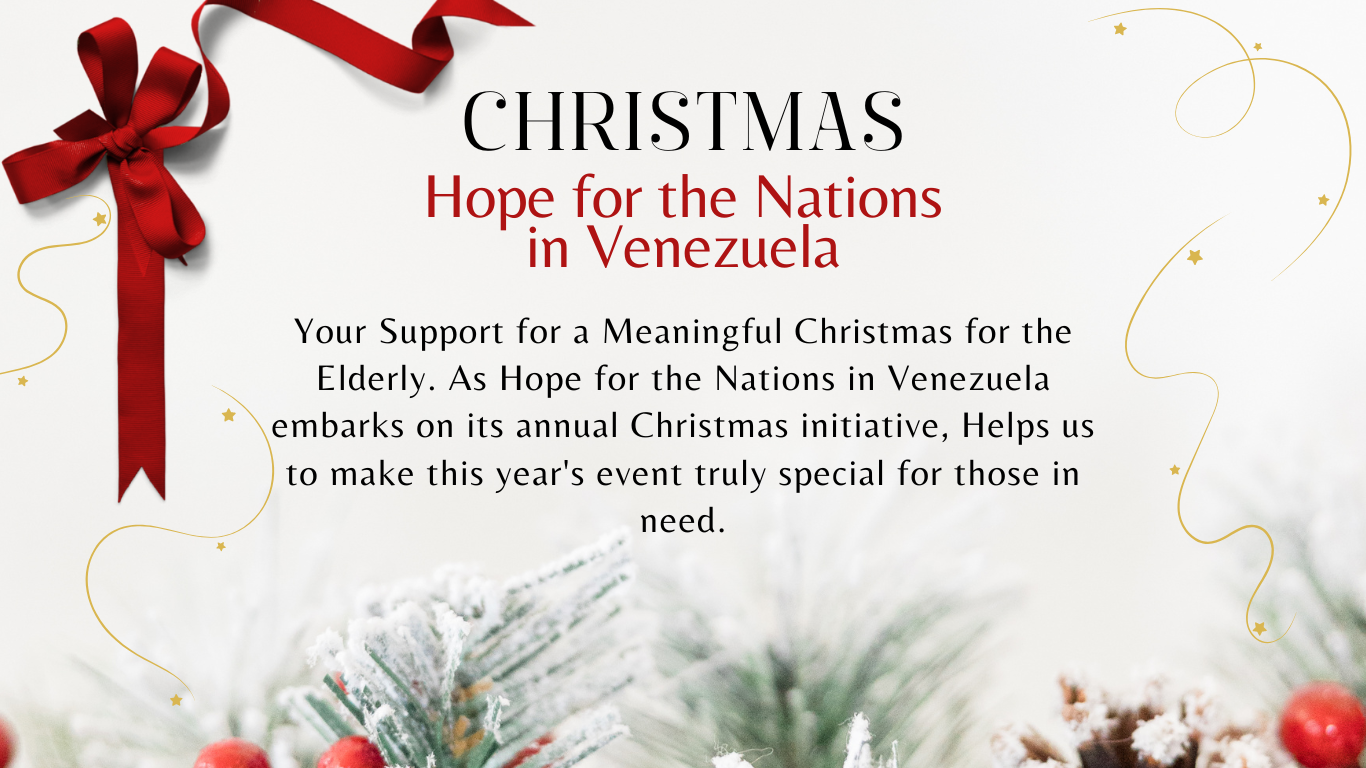 CHRISTMAS
Hope for the Nations
in Venezuela
Your Support for a Meaningful Christmas for the
Elderly. As Hope for the Nations in Venezuela
embarks on its annual Christmas initiative, Helps us
to make this year's event truly special for those in
need.